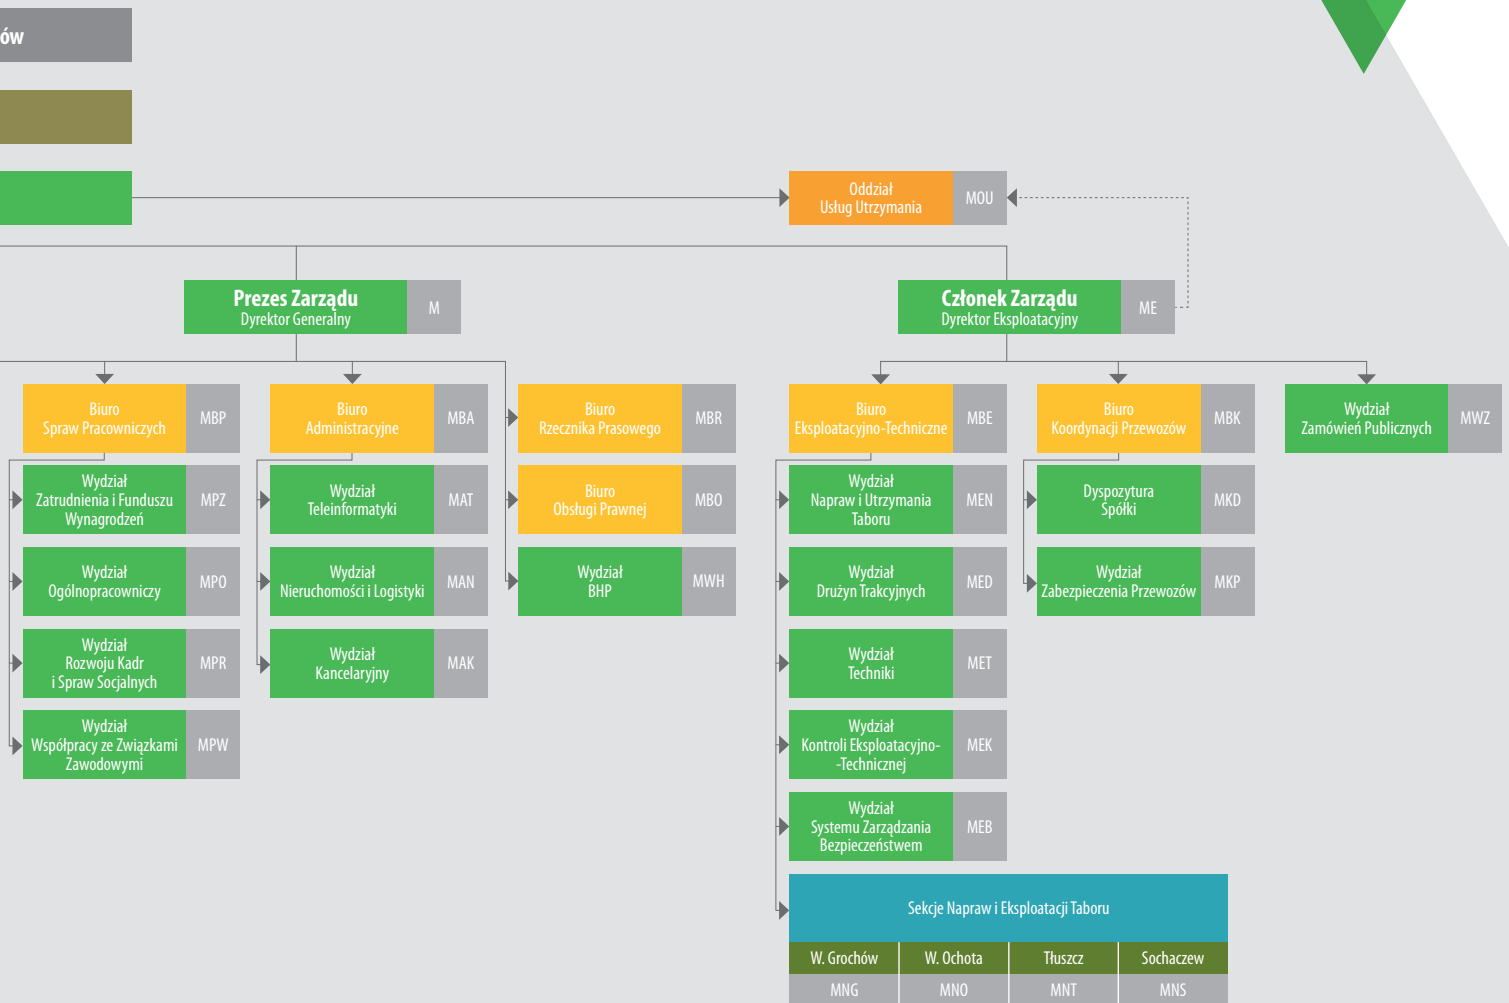 ów
Oddział
Usług Utrzymania
MOU
Prezes Zarządu
Dyrektor Generalny
M
Członek Zarządu
Dyrektor Eksploatacyjny
ME
Biuro
Spraw Pracowniczych
MBP
Wydział
Zatrudnienia i Funduszu
Wynagrodzeń
MPZ
Wydział
Ogólnopracowniczy
MPO
Wydział
Rozwoju Kadr
i Spraw Socjalnych
MPR
Wydział
Współpracy ze Związkami
Zawodowymi
MPW
Biuro
Administracyjne
MBA
Wydział
Teleinformatyki
MAT
Wydział
Nieruchomości i Logistyki
MAN
Wydział
Kancelaryjny
MAK
Biuro
Rzecznika Prasowego
MBR
Biuro
Obsługi Prawnej
MBO
Wydział
BHP
MWH
Biuro
Eksploatacyjno-Techniczne
MBE
Wydział
Napraw i Utrzymania
Taboru
MEN
Wydział
Drużyn Trakcyjnych
MED
Wydział
Techniki
MET
Wydział
Kontroli Eksploatacyjno-
-Technicznej
MEK
Wydział
Systemu Zarządzania
Bezpieczeństwem
MEB
Sekcje Napraw i Eksploatacji Taboru
W. Grochów
W. Ochota
Tłuszcz
Sochaczew
MNG
MNO
MNT
MNS
Biuro
Koordynacji Przewozów
MBK
Dyspozytura
Spółki
MKD
Wydział
Zabezpieczenia Przewozów
MKP
Wydział
Zamówień Publicznych
MWZ